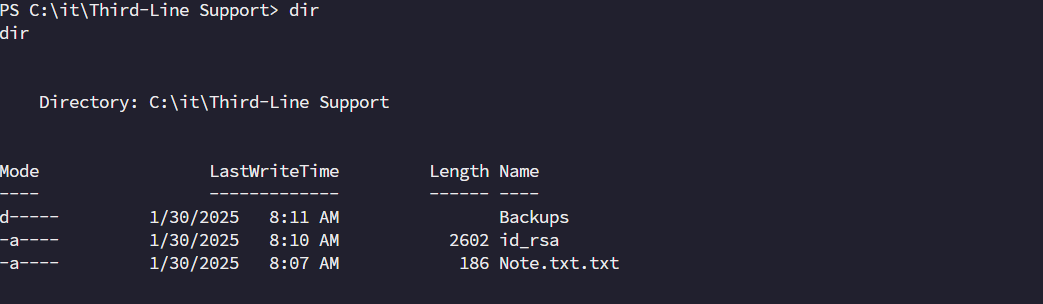 PS C:\it\Third-Line Support> dir
dir
Directory: C:\it\Third-Line Support
Mode LastWriteTime Length Name
---- ------------- ------ ----
d----- 1/30/2025 8:11 AM Backups
-a---- 1/30/2025 8:10 AM 2602 id_rsa
-a---- 1/30/2025 8:07 AM 186 Note.txt.txt